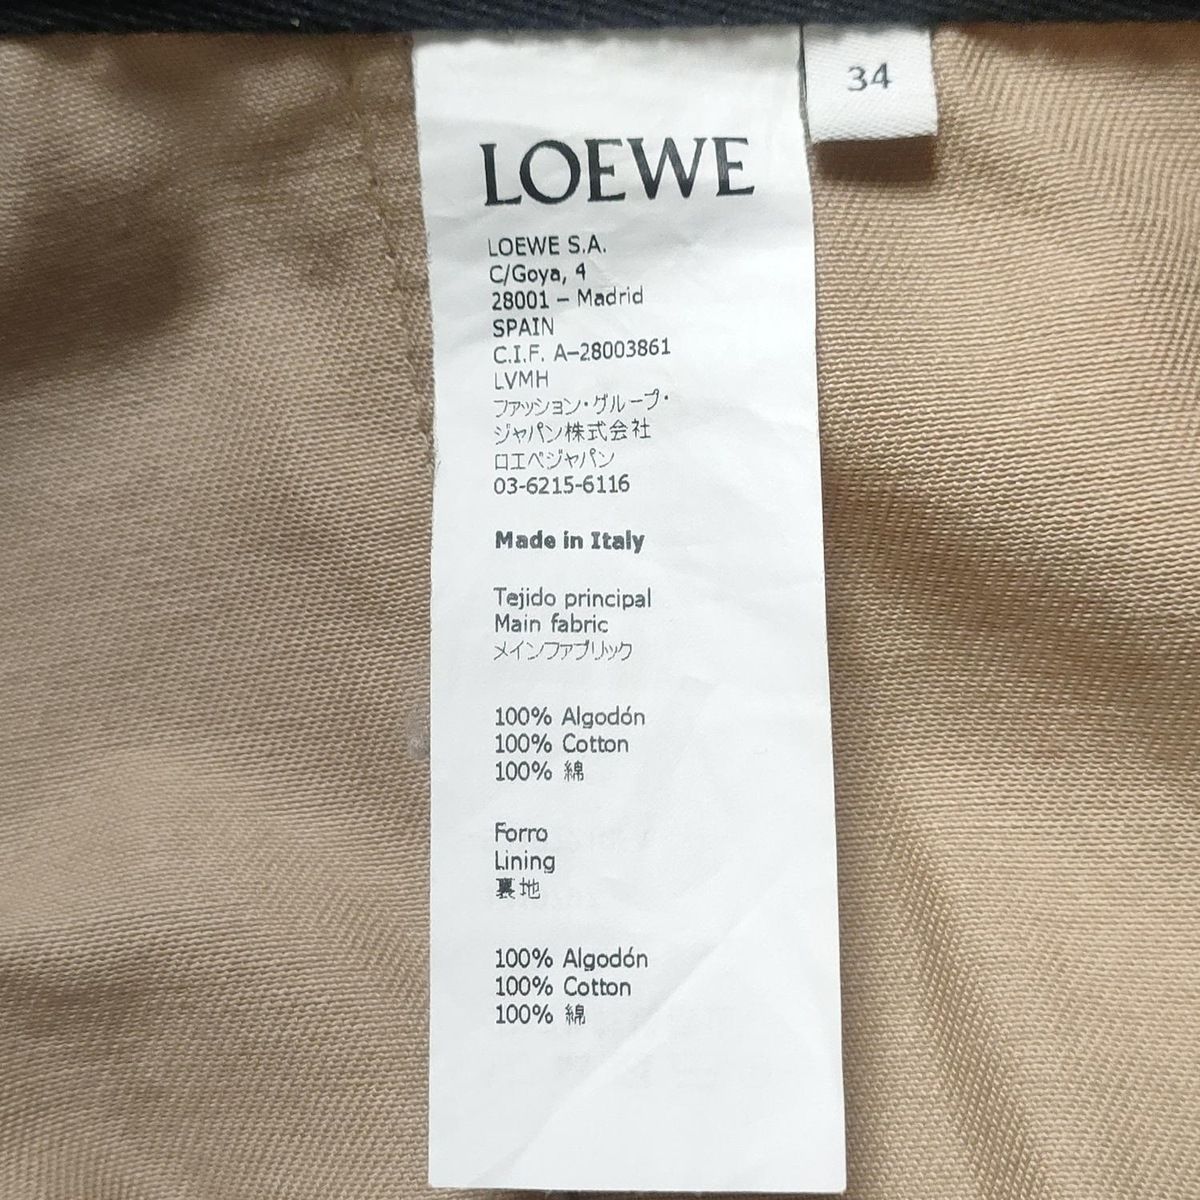 34
LOEWE
LOEWE S.A.
C/Goya, 4
28001 – Madrid
SPAIN
C.I.F. A–28003861
LVMH
ファッション・グループ・
ジャパン株式会社
ロエベジャパン
03-6215-6116
Made in Italy
Tejido principal
Main fabric
メインファブリック
100% Algodón
100% Cotton
100% 綿
Forro
Lining
裏地
100% Algodón
100% Cotton
100% 綿